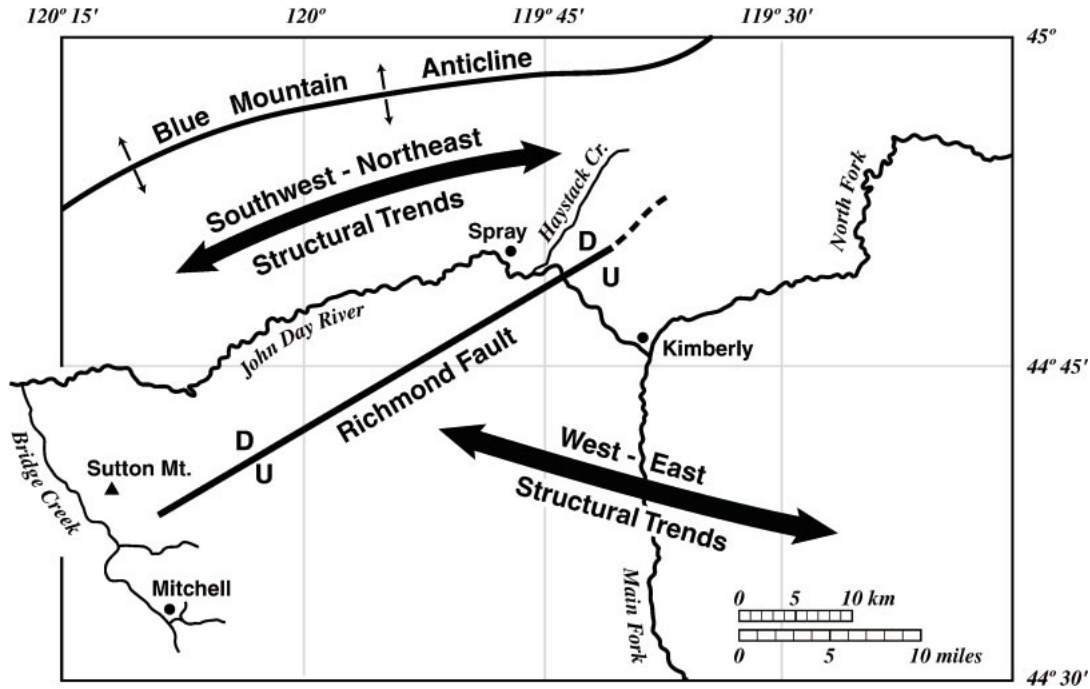 120º 15' 120º 119º 45' 119º 30'
45º
Blue Mountain Anticline
Southwest - Northeast
Structural Trends
Haystack Cr.
North Fork
Spray
D
U
John Day River
Kimberly
Richmond Fault
44º 45'
D
U
West - East
Structural Trends
Bridge Creek
Sutton Mt.
Mitchell
Main Fork
0 5 10 km
0 5 10 miles
44º 30'